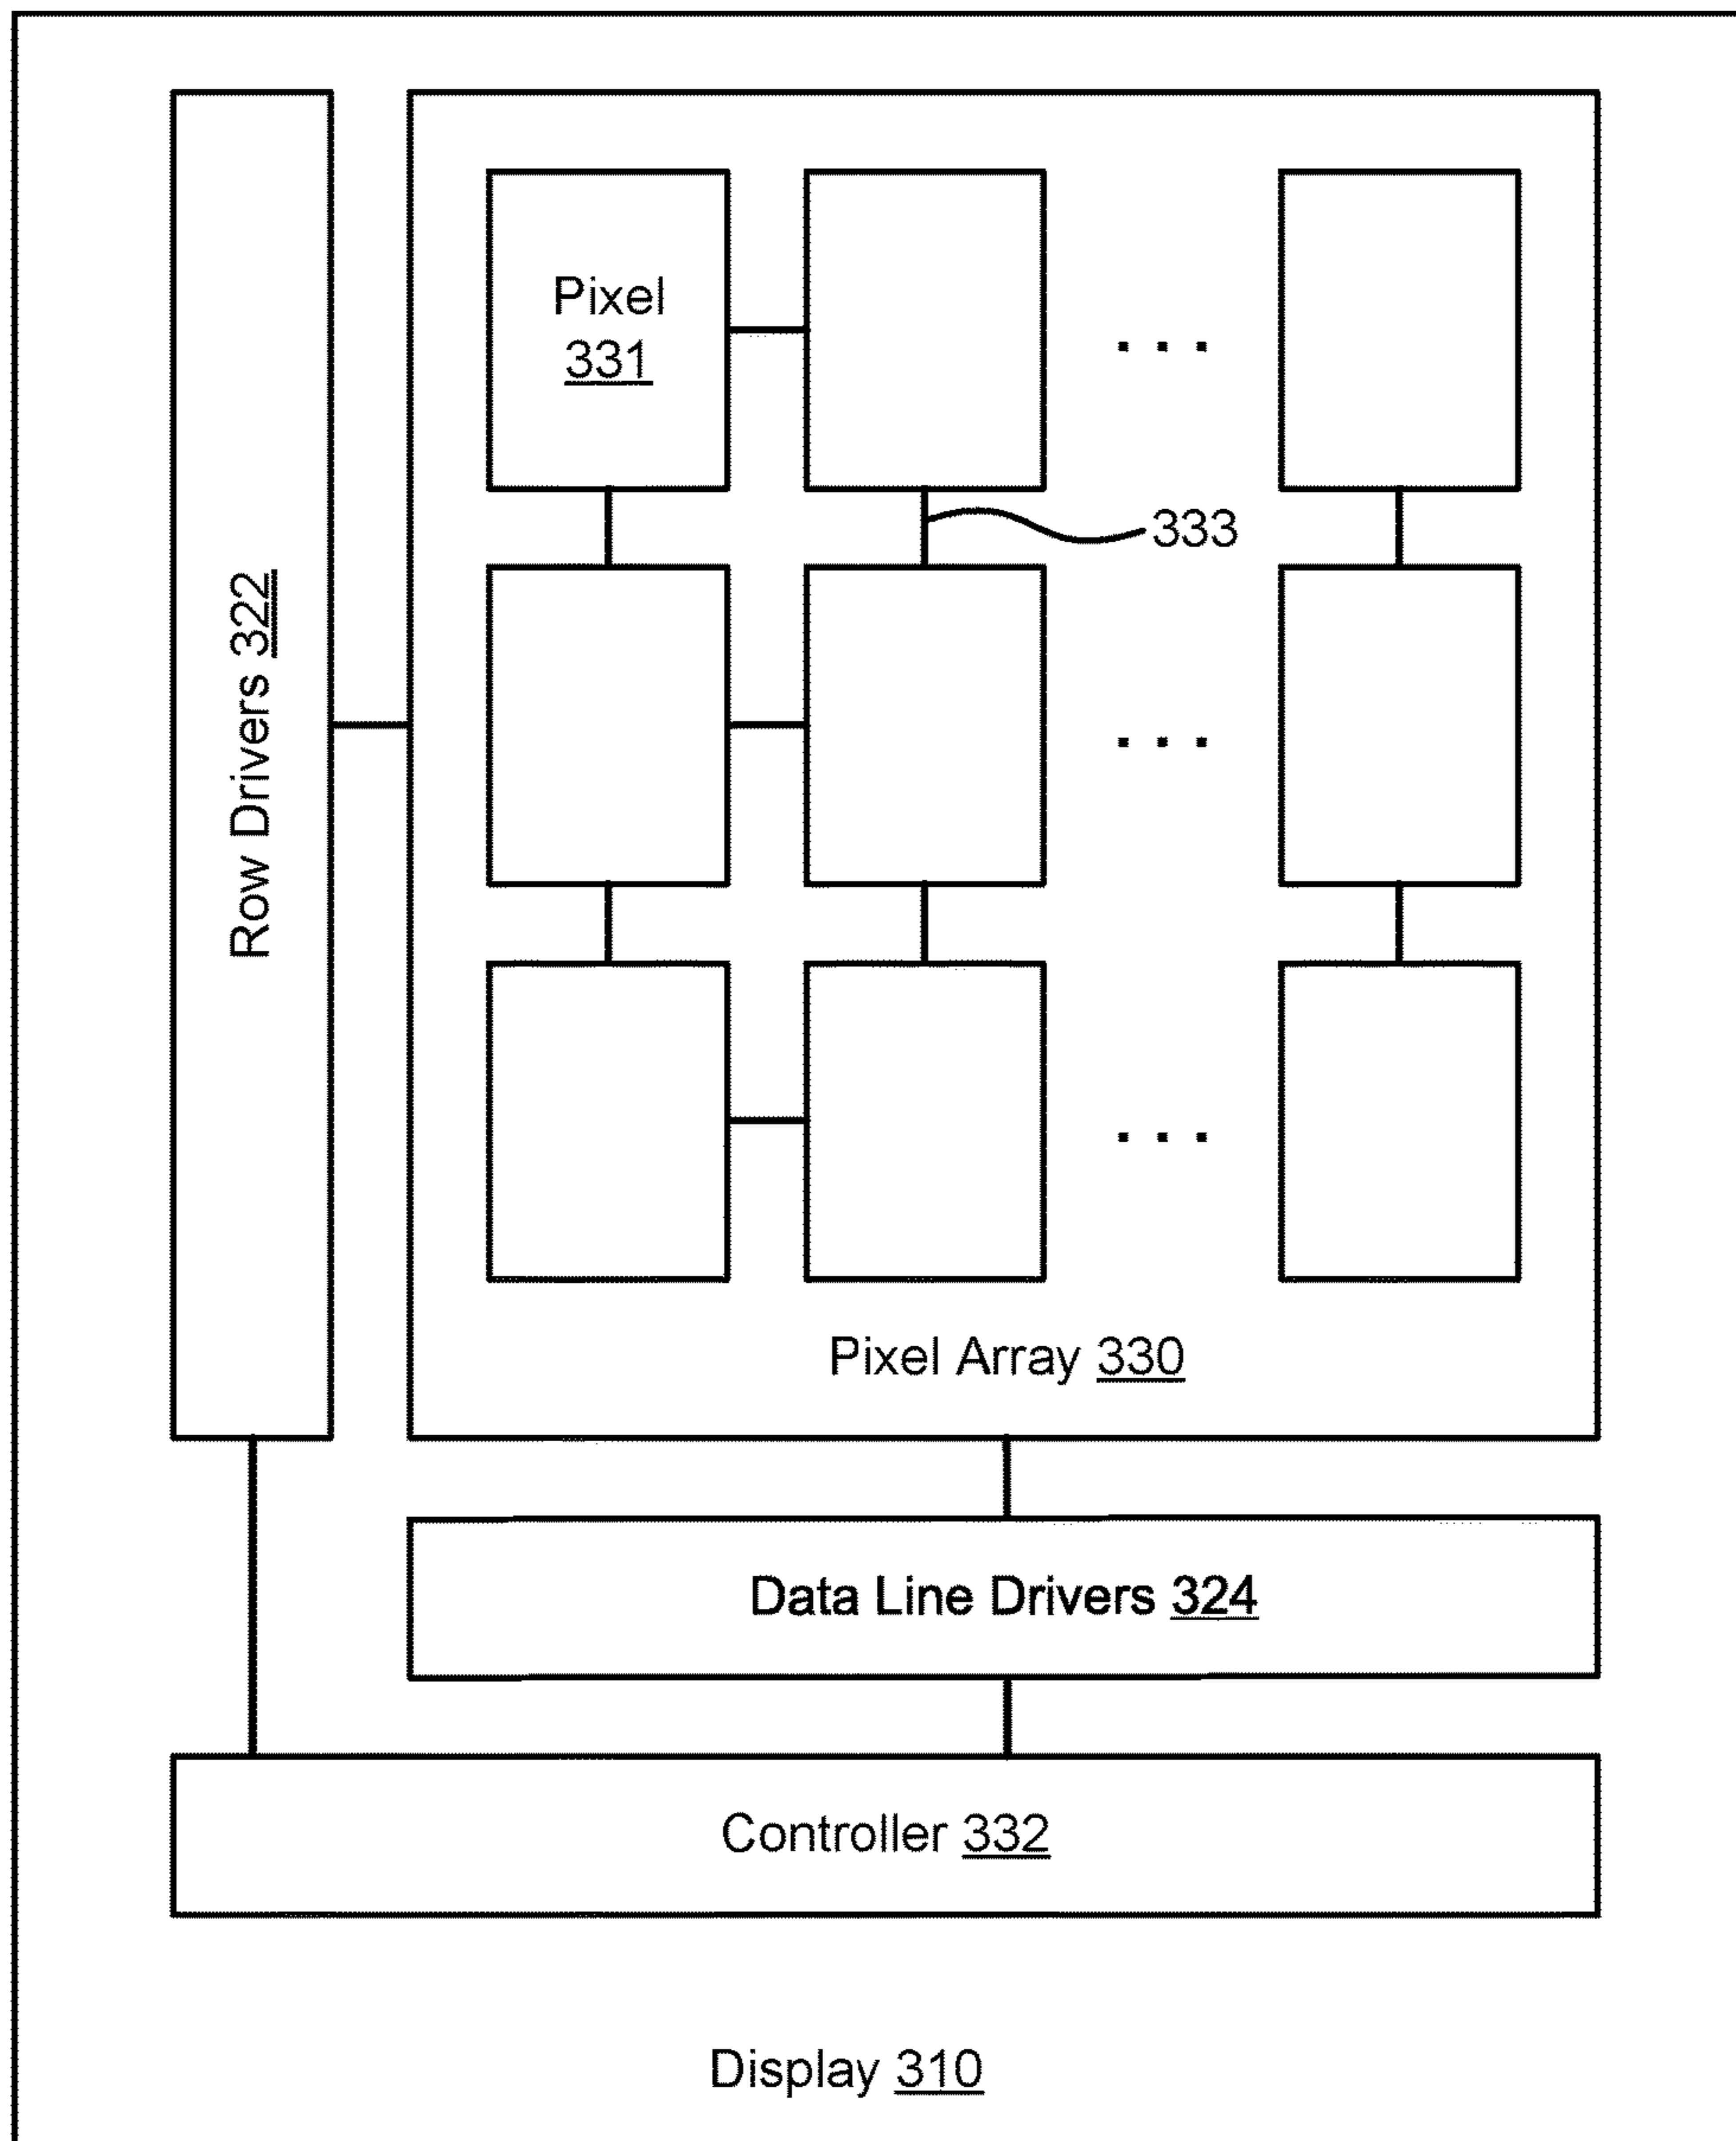 Pixel
331
. . .
333
Row Drivers 322
. . .
. . .
Pixel Array 330
Data Line Drivers 324
Controller 332
Display 310